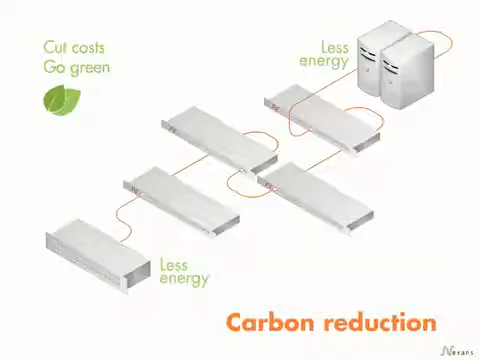 Cut costs
Go green
Less
energy
Less
energy
Carbon reduction
Nexans